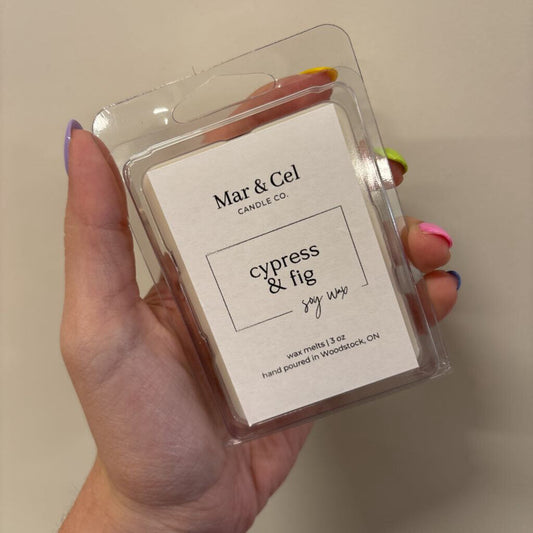 Mar & Cel
CANDLE CO.
cypress
& fig
soy wax
wax melts | 3 oz
hand poured in Woodstock, ON